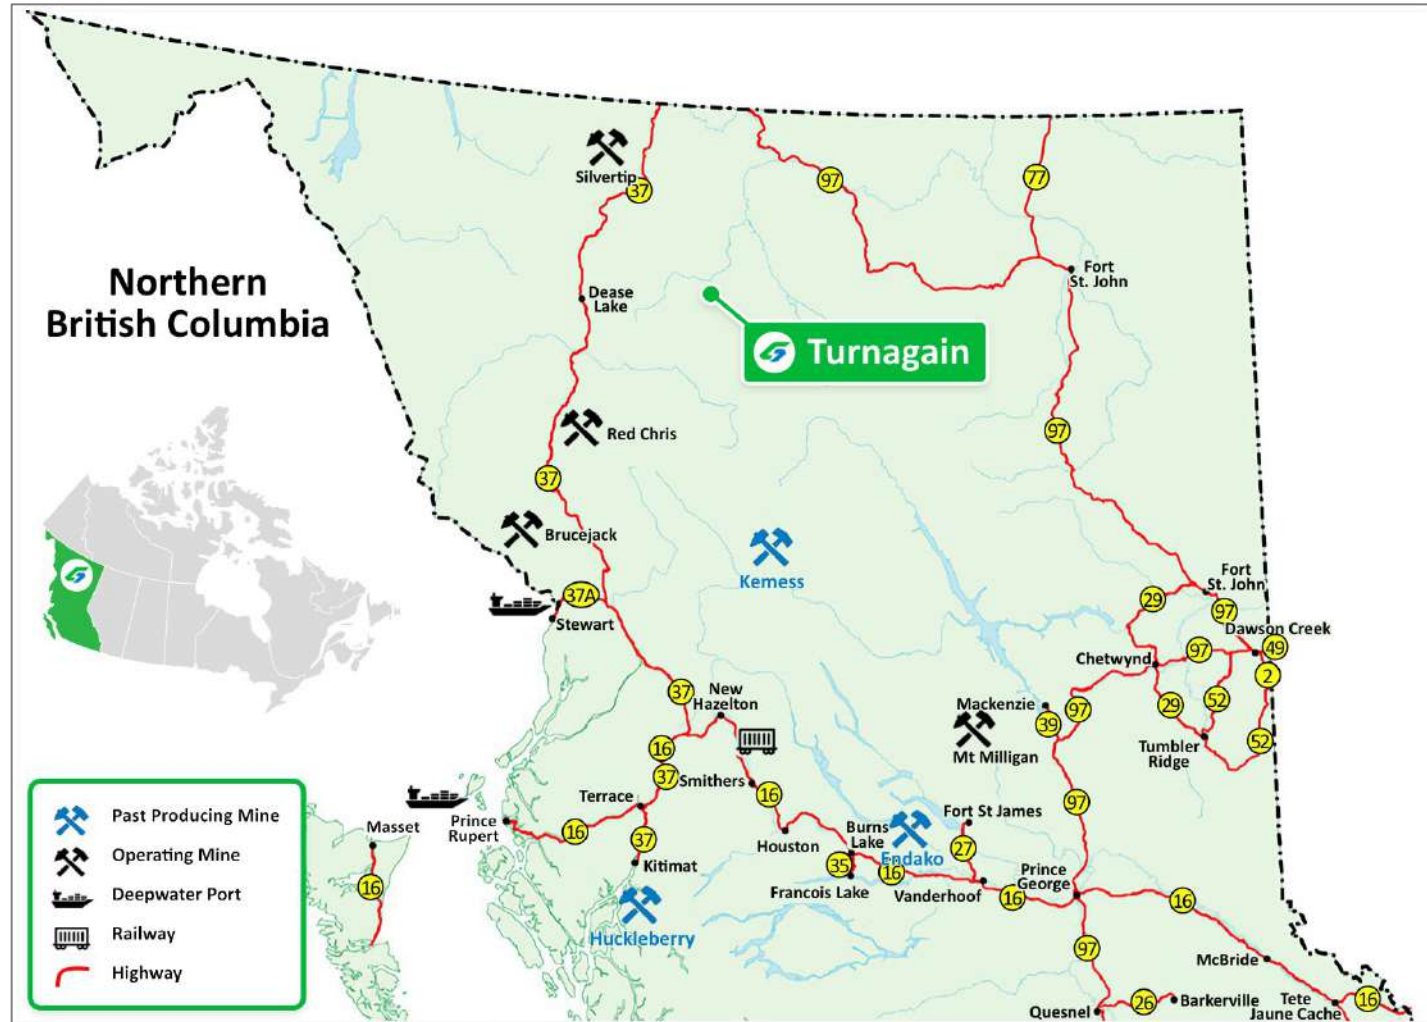 Northern
British Columbia
Silvertip
37
97
77
Fort
St. John
Dease
Lake
Turnagain
Red Chris
97
37
Brucejack
Kemess
37A
Stewart
Fort
St. John
29
97
Dawson Creek
49
97
Chetwynd
2
37
New
Hazelton
Mackenzie
39
97
29
52
52
Mt Milligan
Tumbler
Ridge
16
37
Smithers
16
Terrace
97
Prince
Rupert
16
37
Kitimat
Houston
Burns
Lake
35
Francois Lake
Endako
16
Fort St James
27
Vanderhoof
16
Prince
George
16
Masset
16
Huckleberry
97
McBride
Quesnel
26
Barkerville
Tete
Jaune Cache
16
Past Producing Mine
Operating Mine
Deepwater Port
Railway
Highway